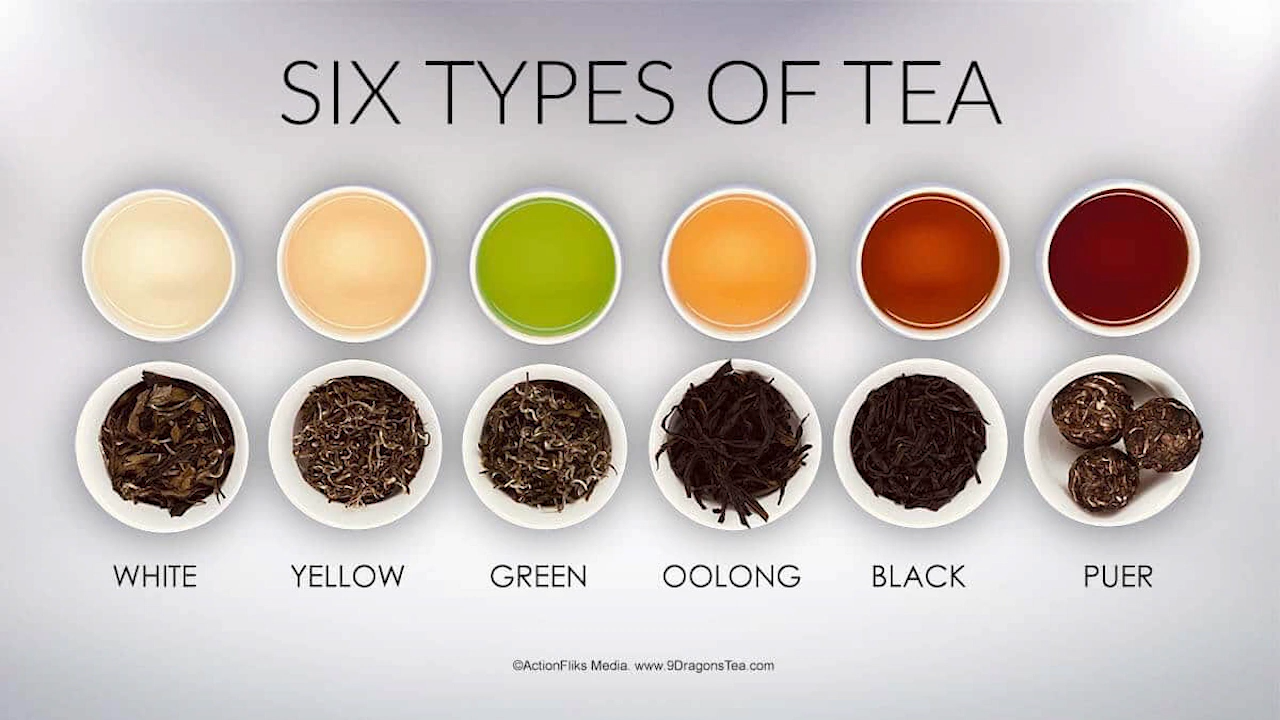 SIX TYPES OF TEA
WHITE YELLOW GREEN OOLONG BLACK PUER
©ActionFliks Media. www.9DragonsTea.com